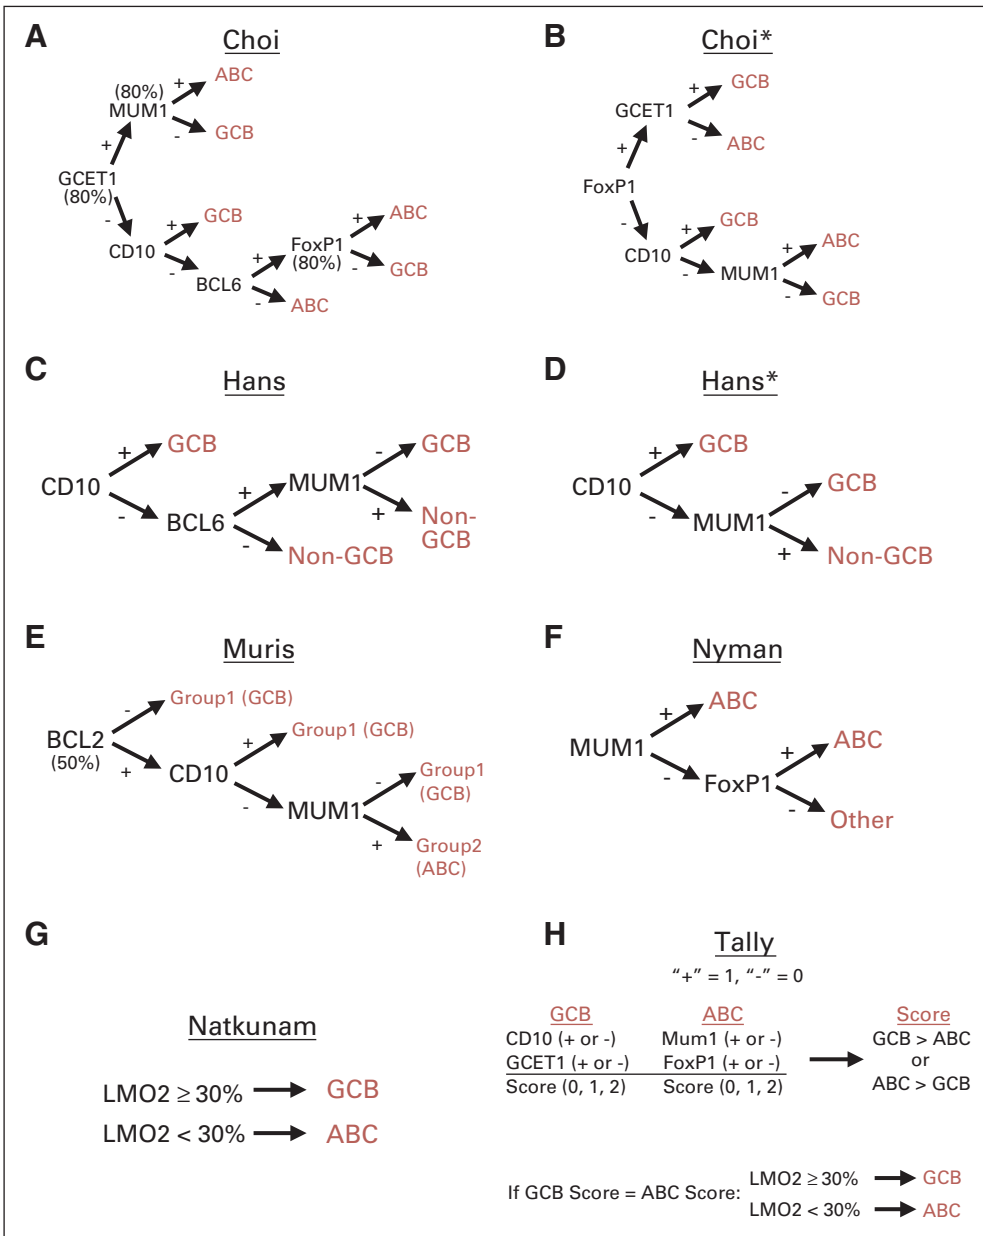 A
Choi
(80%)
MUM1
+
ABC
-
GCB
+
GCET1
(80%)
-
CD10
+
GCB
-
BCL6
+
FoxP1
(80%)
+
ABC
-
GCB
-
ABC
B
Choi*
GCET1
+
GCB
-
ABC
+
FoxP1
-
CD10
+
GCB
-
MUM1
+
ABC
-
GCB
C
Hans
CD10
+
GCB
-
BCL6
+
MUM1
-
GCB
+
Non-
GCB
-
Non-GCB
D
Hans*
CD10
+
GCB
-
MUM1
-
GCB
+
Non-GCB
E
Muris
BCL2
(50%)
-
Group1 (GCB)
+
CD10
+
Group1 (GCB)
-
MUM1
-
Group1
(GCB)
+
Group2
(ABC)
F
Nyman
MUM1
+
ABC
-
FoxP1
+
ABC
-
Other
G
Natkunam
LMO2 ≥ 30% GCB
LMO2 < 30% ABC
H
Tally
“+” = 1, “-” = 0
GCB ABC Score
CD10 (+ or -) Mum1 (+ or -) GCB > ABC
GCET1 (+ or -) FoxP1 (+ or -) or
Score (0, 1, 2) Score (0, 1, 2) ABC > GCB
If GCB Score = ABC Score:
LMO2 ≥ 30% GCB
LMO2 < 30% ABC